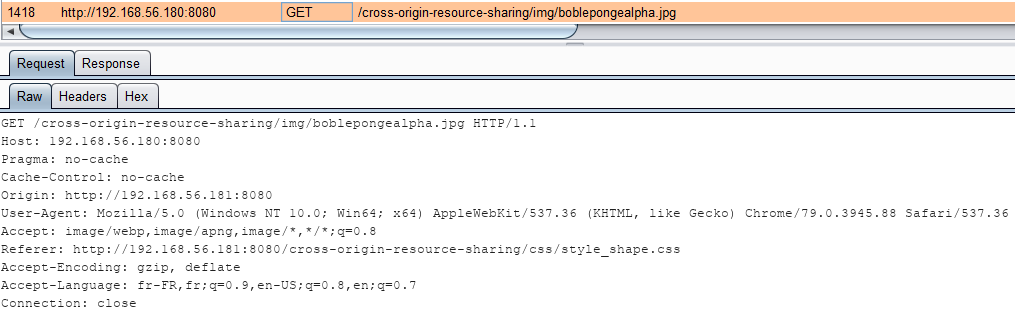 1418 http://192.168.56.180:8080 GET /cross-origin-resource-sharing/img/boblepongealpha.jpg
Request Response
Raw Headers Hex
GET /cross-origin-resource-sharing/img/boblepongealpha.jpg HTTP/1.1
Host: 192.168.56.180:8080
Pragma: no-cache
Cache-Control: no-cache
Origin: http://192.168.56.181:8080
User-Agent: Mozilla/5.0 (Windows NT 10.0; Win64; x64) AppleWebKit/537.36 (KHTML, like Gecko) Chrome/79.0.3945.88 Safari/537.36
Accept: image/webp,image/apng,image/*,*/*;q=0.8
Referer: http://192.168.56.181:8080/cross-origin-resource-sharing/css/style_shape.css
Accept-Encoding: gzip, deflate
Accept-Language: fr-FR,fr;q=0.9,en-US;q=0.8,en;q=0.7
Connection: close